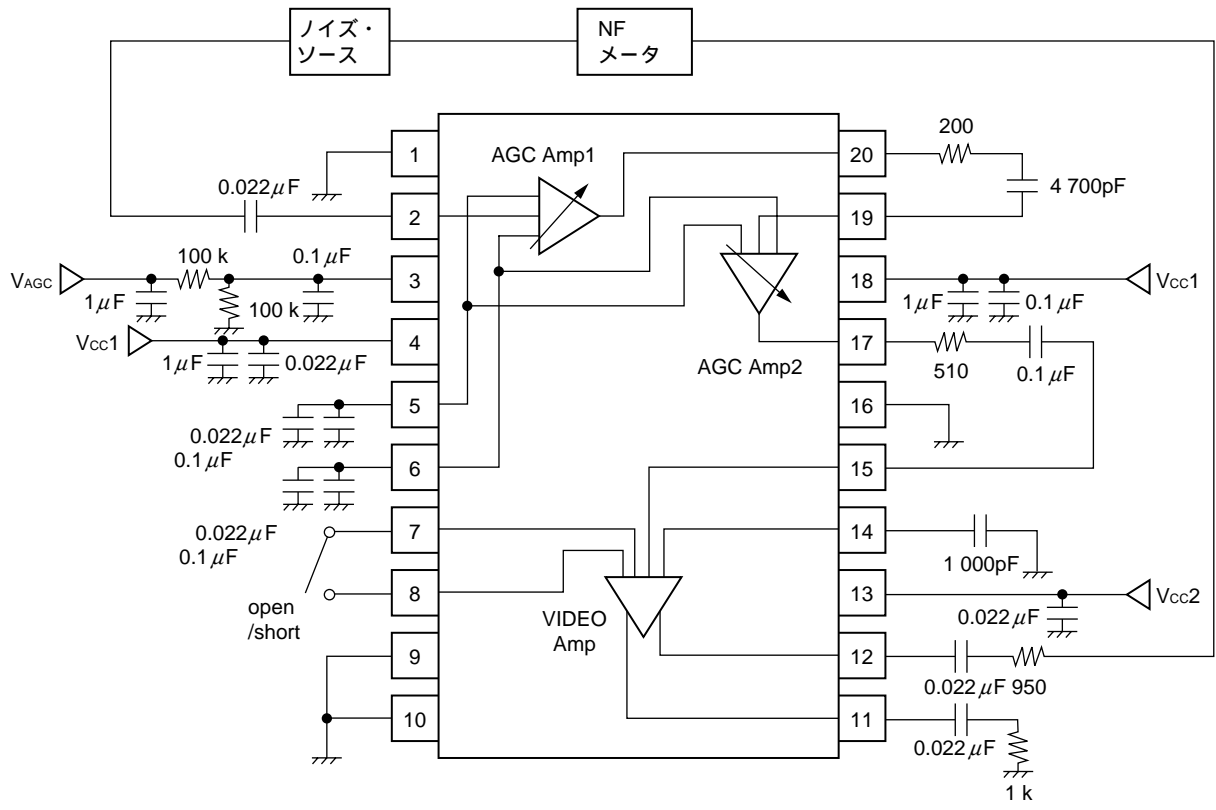 ノイズ・
ソース
NF
メータ
1
AGC Amp1
20
200
0.022μF
4 700pF
2
19
VAGC
100 k
0.1μF
3
18
VCC1
1μF
100 k
1μF
0.1μF
VCC1
4
17
1μF
0.022μF
AGC Amp2
510
0.1μF
5
16
0.022μF
0.1μF
6
15
0.022μF
0.1μF
7
14
1 000pF
8
13
VCC2
open
/short
VIDEO
Amp
0.022μF
9
12
0.022μF 950
10
11
0.022μF
1 k